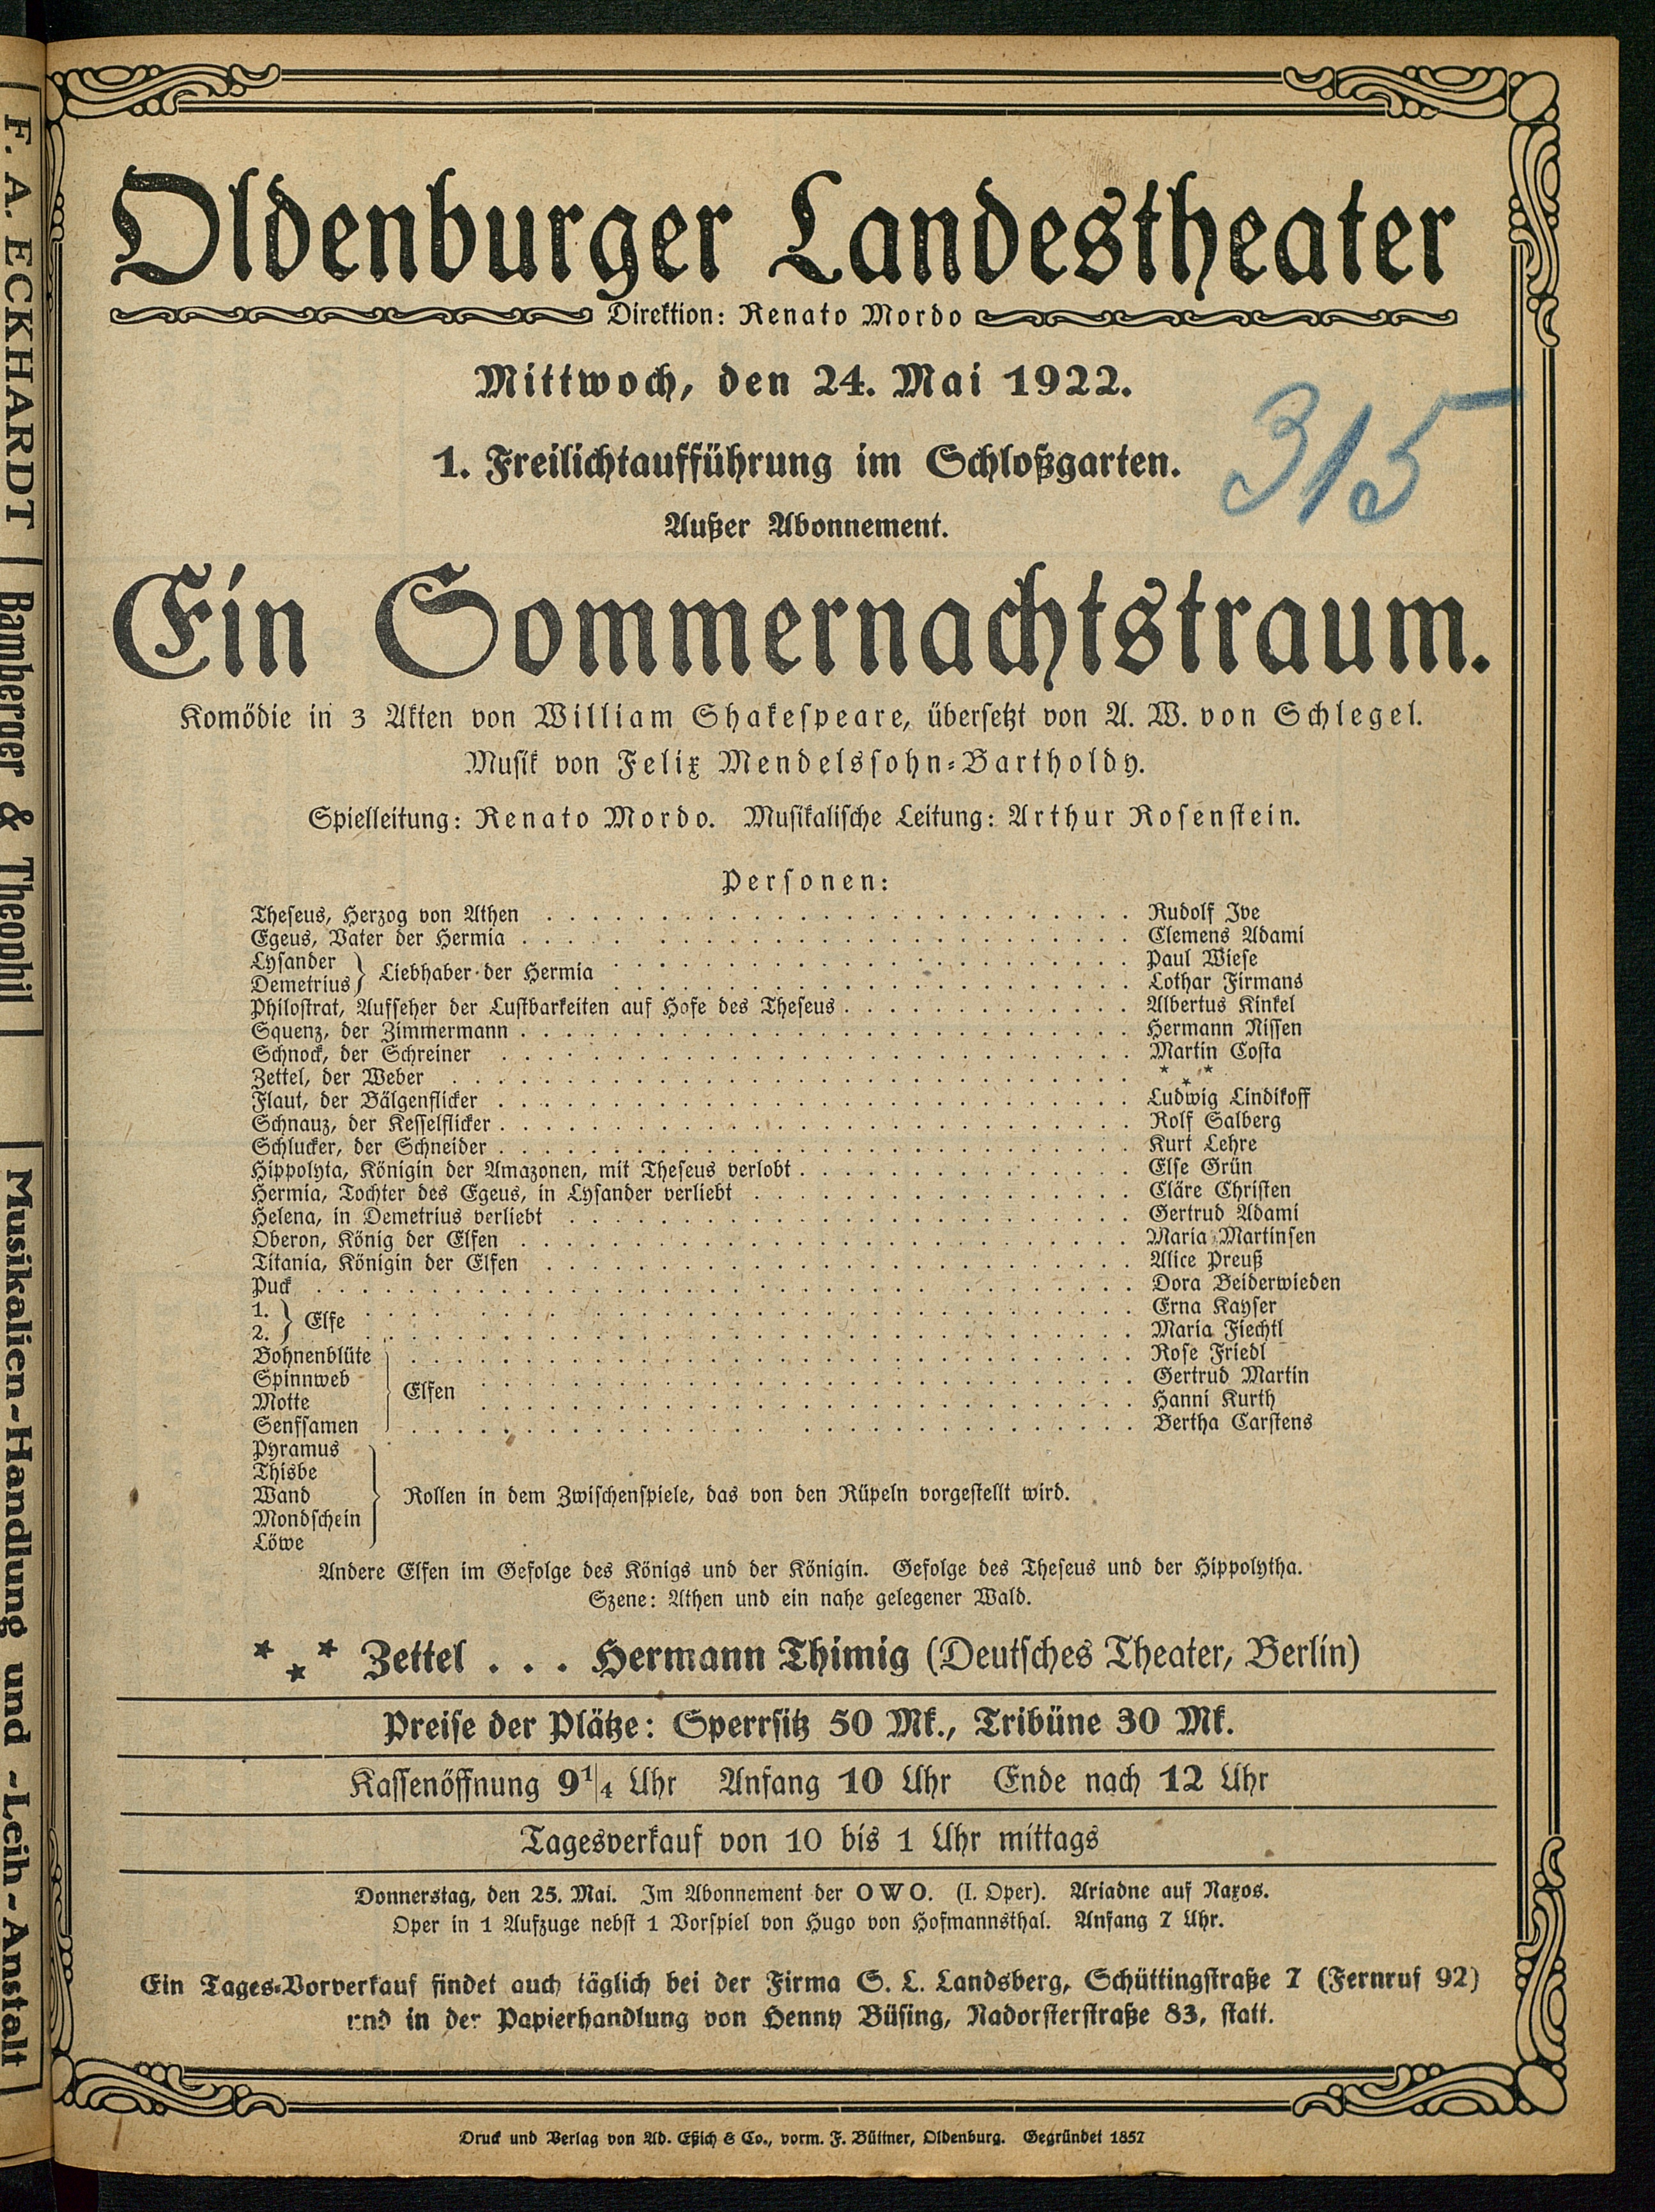 Oldenburger Landestheater
Direktion: Renato Mordo
Mittwoch, den 24. Mai 1922.
315
1. Freilichtaufführung im Schloßgarten.
Außer Abonnement.
Ein Sommernachtstraum.
Komödie in 3 Akten von William Shakespeare, übersetzt von A. W. von Schlegel.
Musik von Felix Mendelssohn-Bartholdy.
Spielleitung: Renato Mordo. Musikalische Leitung: Arthur Rosenstein.
Personen:
Theseus, Herzog von Athen . . . Rudolf Ive
Egeus, Vater der Hermia . . . Clemens Adami
Lysander } Liebhaber der Hermia . . . Paul Wiese
Demetrius } . . . Lothar Firmans
Philostrat, Aufseher der Lustbarkeiten auf Hofe des Theseus . . . Albertus Kinkel
Squenz, der Zimmermann . . . Hermann Nissen
Schnock, der Schreiner . . . Martin Costa
Zettel, der Weber . . . * * *
Flaut, der Bälgenflicker . . . Ludwig Lindikoff
Schnauz, der Kesselflicker . . . Rolf Salberg
Schlucker, der Schneider . . . Kurt Lehre
Hippolyta, Königin der Amazonen, mit Theseus verlobt . . . Else Grün
Hermia, Tochter des Egeus, in Lysander verliebt . . . Cläre Christen
Helena, in Demetrius verliebt . . . Gertrud Adami
Oberon, König der Elfen . . . Maria Martinsen
Titania, Königin der Elfen . . . Alice Preuß
Puck . . . Dora Beiderwieden
1. } Elfe . . . Erna Kayser
2. } . . . Maria Fiechtl
Bohnenblüte } . . . Rose Friedl
Spinnweb } Elfen . . . Gertrud Martin
Motte } . . . Hanni Kurth
Senfsamen } . . . Bertha Carstens
Pyramus
Thisbe
Wand } Rollen in dem Zwischenspiele, das von den Rüpeln vorgestellt wird.
Mondschein
Löwe
Andere Elfen im Gefolge des Königs und der Königin. Gefolge des Theseus und der Hippolytha.
Szene: Athen und ein nahe gelegener Wald.
* * * Zettel . . . Hermann Thimig (Deutsches Theater, Berlin)
Preise der Plätze: Sperrsitz 50 Mk., Tribüne 30 Mk.
Kassenöffnung 9 1/4 Uhr Anfang 10 Uhr Ende nach 12 Uhr
Tagesverkauf von 10 bis 1 Uhr mittags
Donnerstag, den 25. Mai. Im Abonnement der OWO. (I. Oper). Ariadne auf Naxos.
Oper in 1 Aufzuge nebst 1 Vorspiel von Hugo von Hofmannsthal. Anfang 7 Uhr.
Ein Tages-Vorverkauf findet auch täglich bei der Firma S. L. Landsberg, Schüttingstraße 7 (Fernruf 92)
und in der Papierhandlung von Henny Büsing, Nadorsterstraße 83, statt.
Druck und Verlag von Ad. Eßich & Co., vorm. F. Büttner, Oldenburg. Gegründet 1857
F. A. ECKHARDT
Bamberger & Theophil
Musikalien-Handlung und -Leih-Anstalt